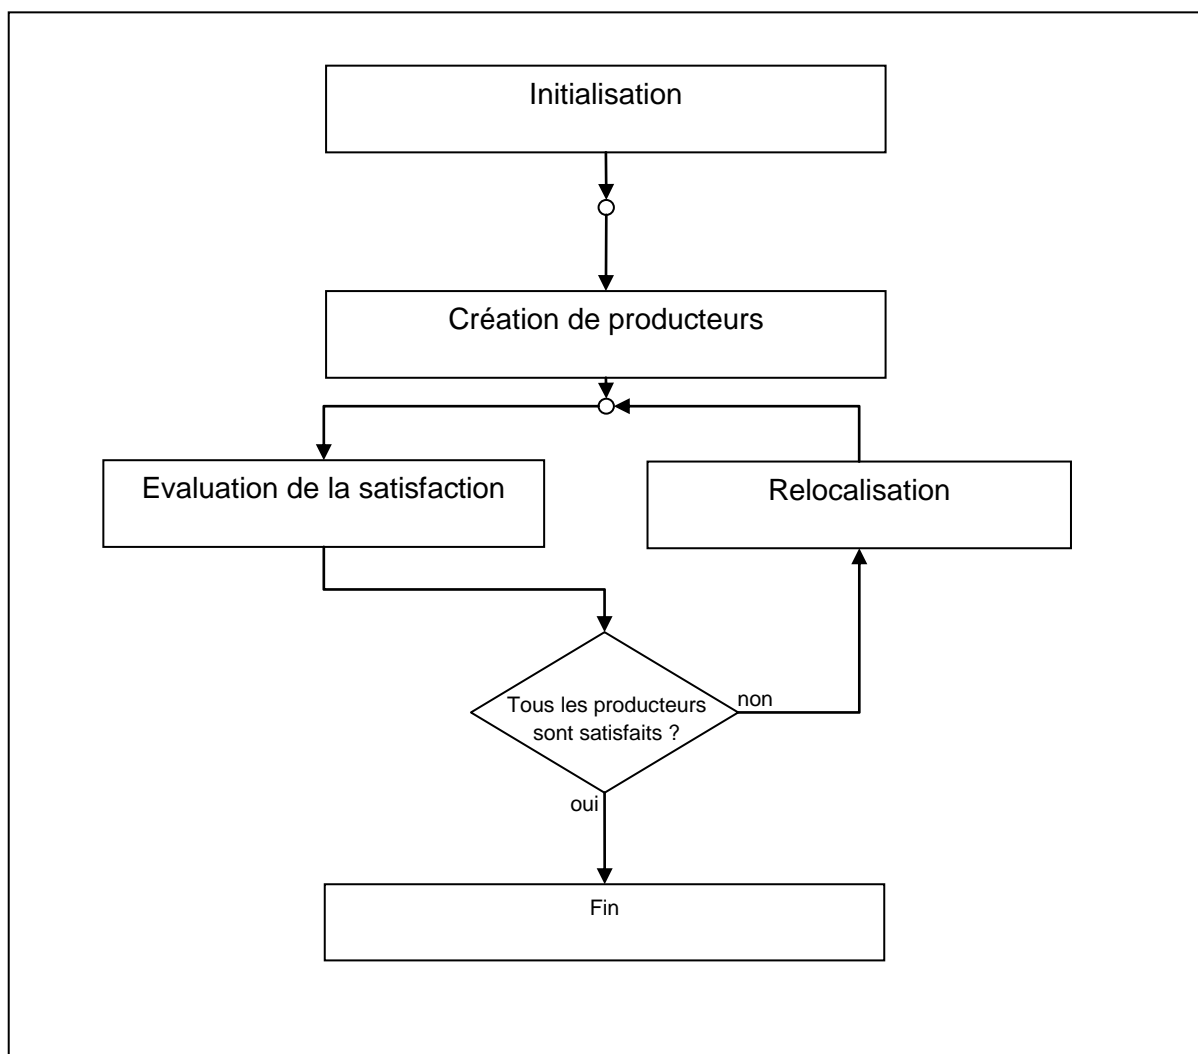 Initialisation
Création de producteurs
Evaluation de la satisfaction
Relocalisation
Tous les producteurs
sont satisfaits ?
non
oui
Fin